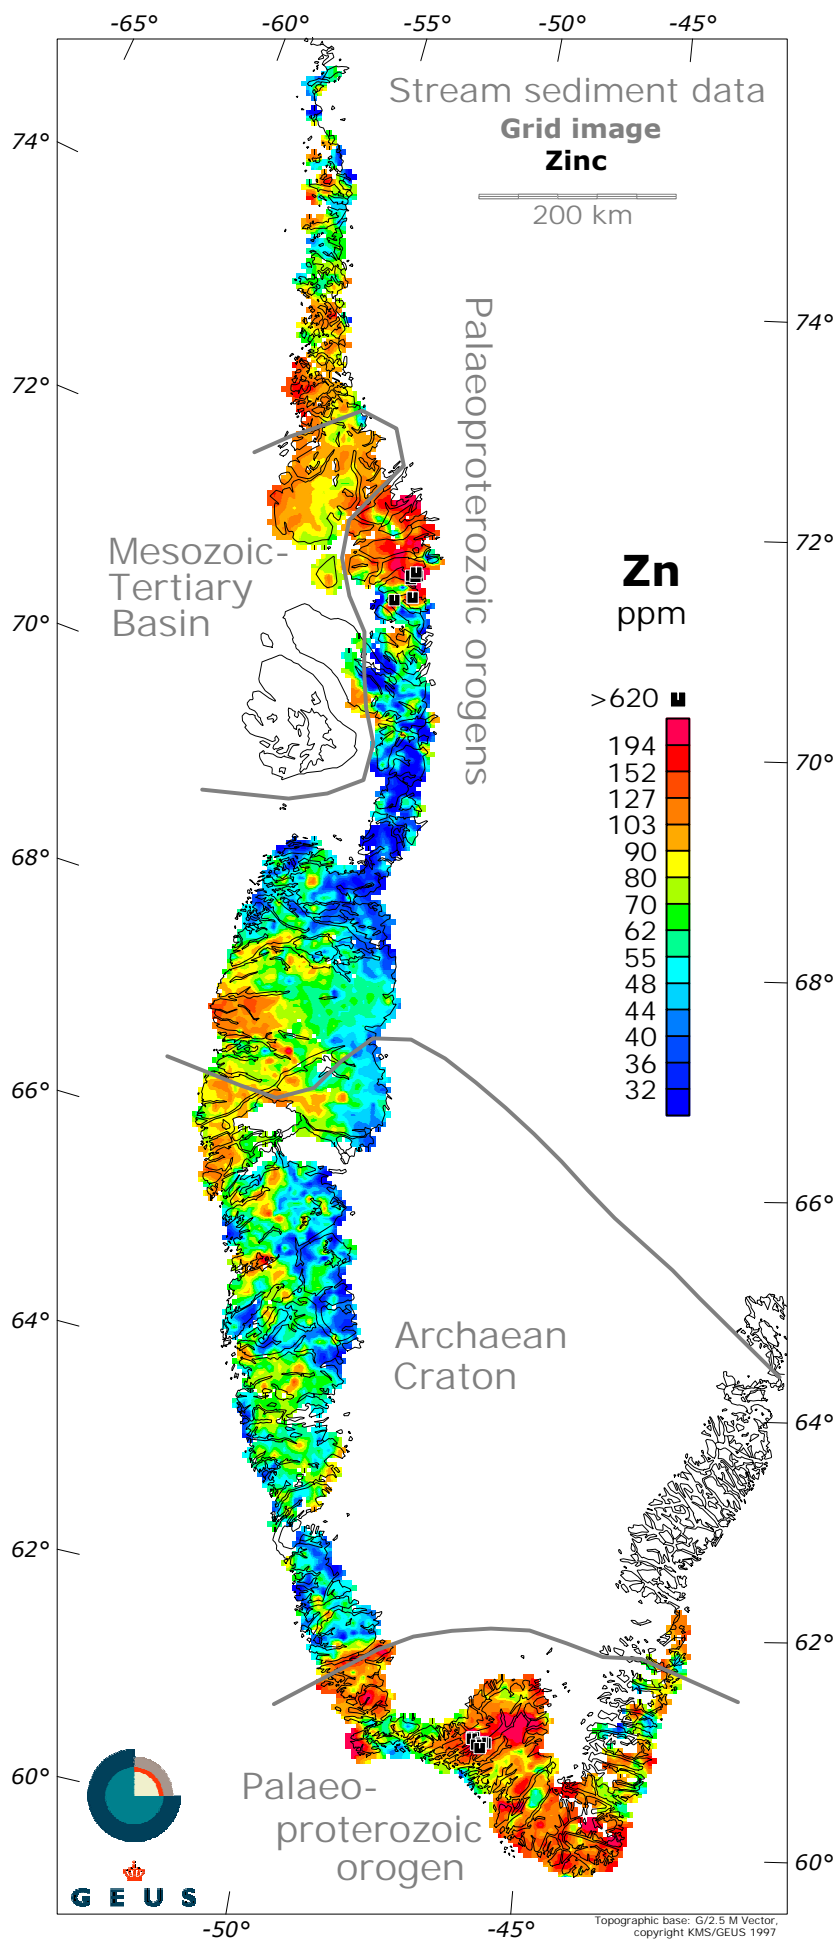 -65° -60° -55° -50° -45°
Stream sediment data
Grid image
Zinc
200 km
74°
74°
72°
72°
70°
70°
68°
68°
66°
66°
64°
64°
62°
62°
60°
60°
Palaeoproterozoic orogens
Mesozoic-
Tertiary
Basin
Zn
ppm
>620
194
152
127
103
90
80
70
62
55
48
44
40
36
32
Archaean
Craton
Palaeo-
proterozoic
orogen
GEUS
-50° -45°
Topographic base: G/2.5 M Vector,
copyright KMS/GEUS 1997